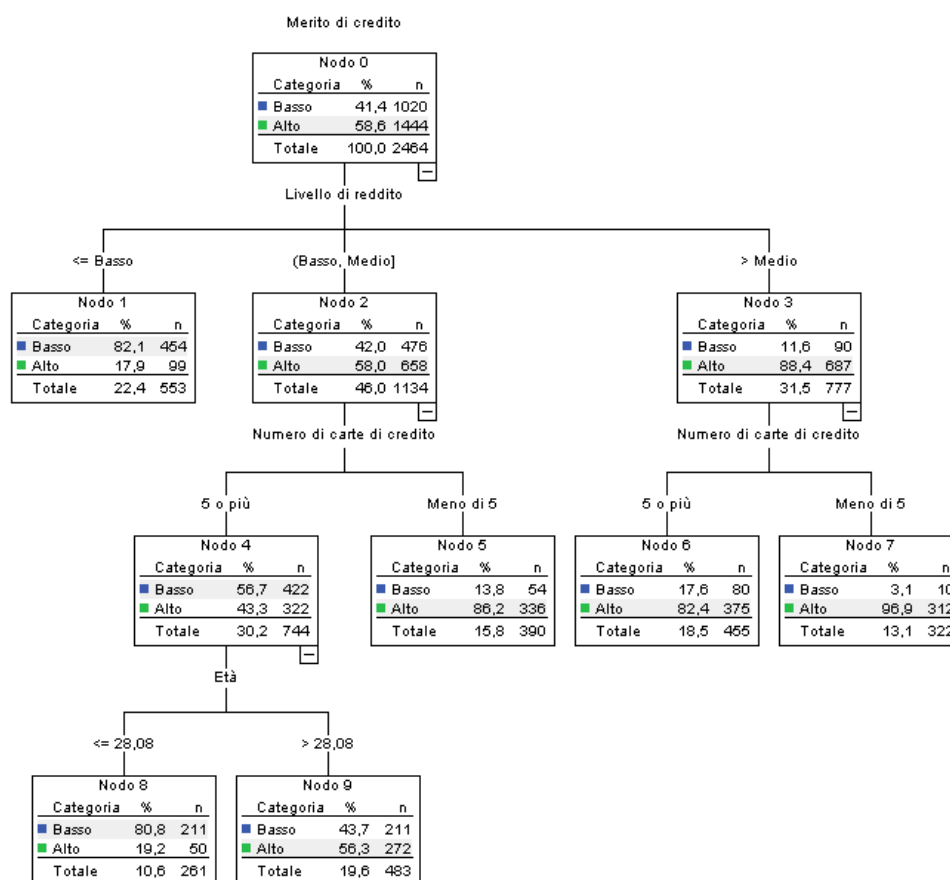 Merito di credito
Nodo 0
Categoria % n
Basso 41,4 1020
Alto 58,6 1444
Totale 100,0 2464
Livello di reddito
<= Basso
(Basso, Medio]
> Medio
Nodo 1
Categoria % n
Basso 82,1 454
Alto 17,9 99
Totale 22,4 553
Nodo 2
Categoria % n
Basso 42,0 476
Alto 58,0 658
Totale 46,0 1134
Nodo 3
Categoria % n
Basso 11,6 90
Alto 88,4 687
Totale 31,5 777
Numero di carte di credito
Numero di carte di credito
5 o più
Meno di 5
5 o più
Meno di 5
Nodo 4
Categoria % n
Basso 56,7 422
Alto 43,3 322
Totale 30,2 744
Nodo 5
Categoria % n
Basso 13,8 54
Alto 86,2 336
Totale 15,8 390
Nodo 6
Categoria % n
Basso 17,6 80
Alto 82,4 375
Totale 18,5 455
Nodo 7
Categoria % n
Basso 3,1 10
Alto 96,9 312
Totale 13,1 322
Età
<= 28,08
> 28,08
Nodo 8
Categoria % n
Basso 80,8 211
Alto 19,2 50
Totale 10,6 261
Nodo 9
Categoria % n
Basso 43,7 211
Alto 56,3 272
Totale 19,6 483